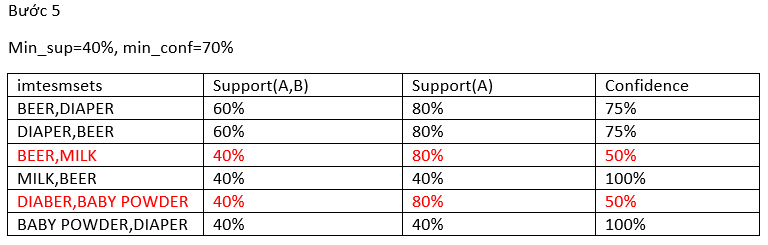 Bước 5
Min_sup=40%, min_conf=70%
imtesmsets Support(A,B) Support(A) Confidence
BEER,DIAPER 60% 80% 75%
DIAPER,BEER 60% 80% 75%
BEER,MILK 40% 80% 50%
MILK,BEER 40% 40% 100%
DIABER,BABY POWDER 40% 80% 50%
BABY POWDER,DIAPER 40% 40% 100%